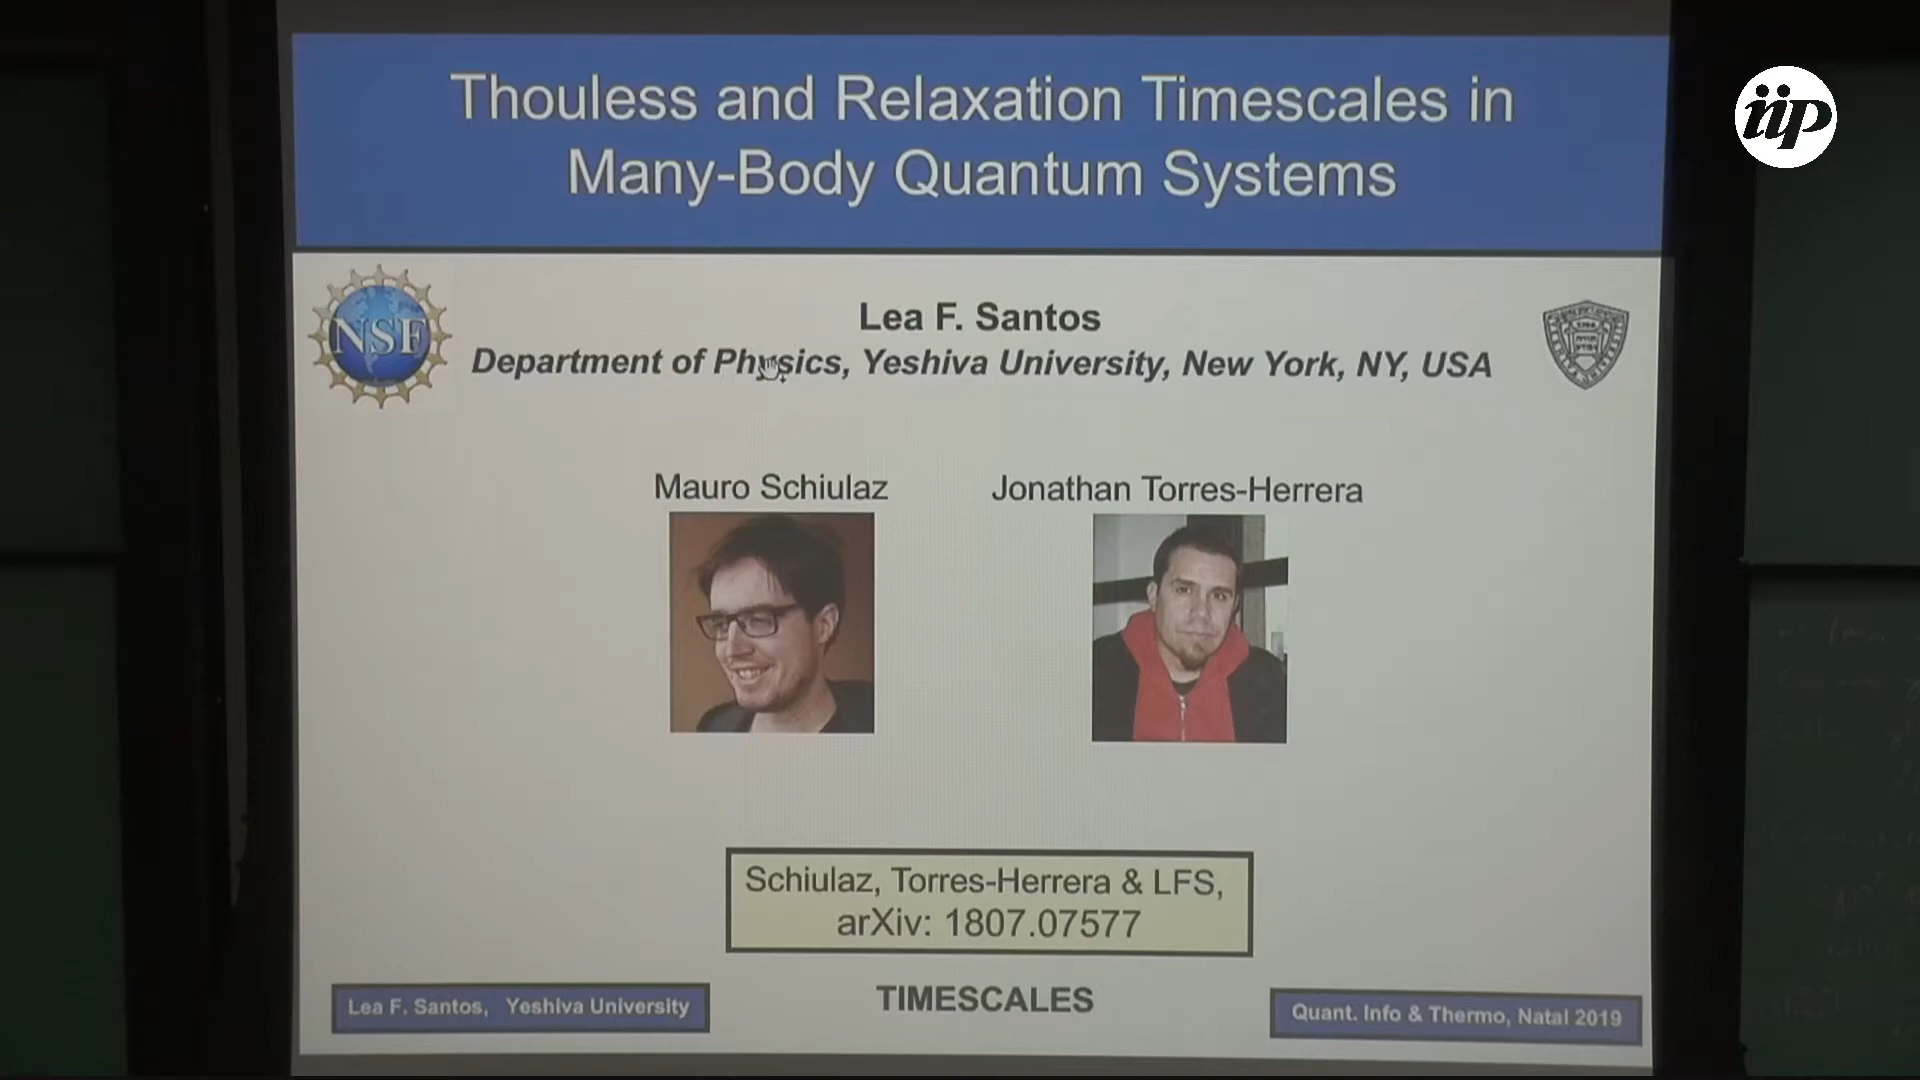 Thouless and Relaxation Timescales in
Many-Body Quantum Systems
iip
NSF
Lea F. Santos
Department of Physics, Yeshiva University, New York, NY, USA
Mauro Schiulaz
Jonathan Torres-Herrera
Schiulaz, Torres-Herrera & LFS,
arXiv: 1807.07577
Lea F. Santos, Yeshiva University
TIMESCALES
Quant. Info & Thermo, Natal 2019